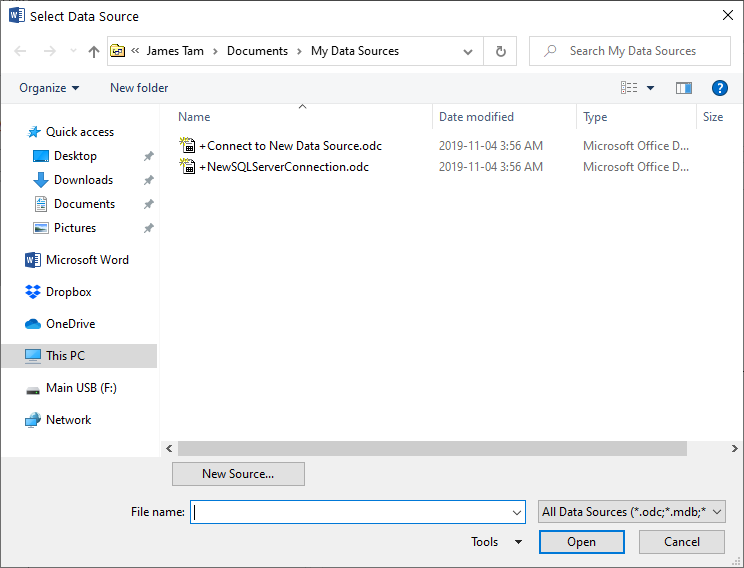 Select Data Source
« James Tam > Documents > My Data Sources
Search My Data Sources
Organize New folder
Name Date modified Type Size
+Connect to New Data Source.odc 2019-11-04 3:56 AM Microsoft Office D...
+NewSQLServerConnection.odc 2019-11-04 3:56 AM Microsoft Office D...
Quick access
Desktop
Downloads
Documents
Pictures
Microsoft Word
Dropbox
OneDrive
This PC
Main USB (F:)
Network
New Source...
File name: All Data Sources (*.odc;*.mdb;*
Tools Open Cancel